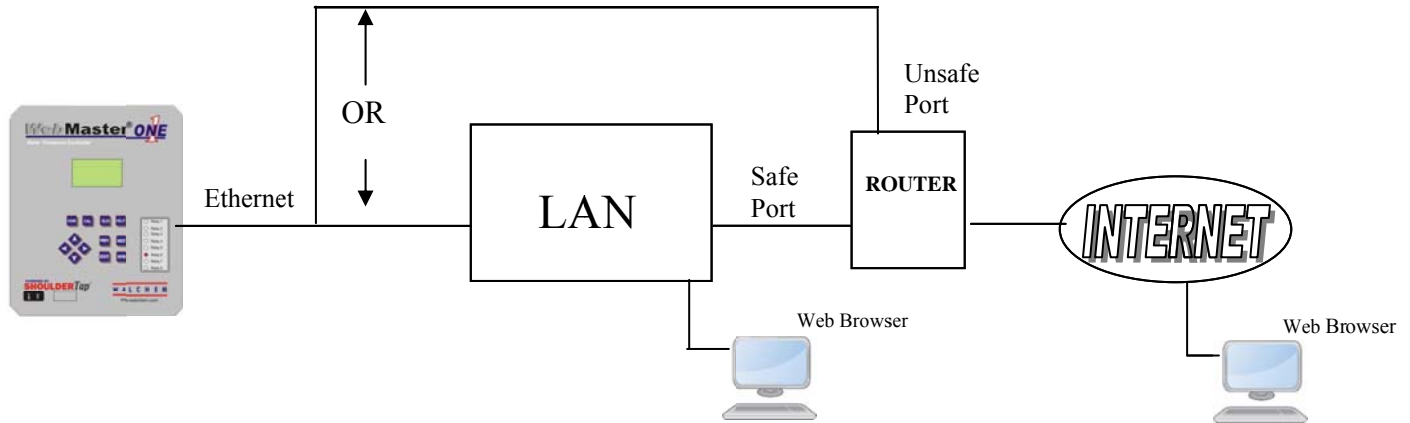 Unsafe
Port
OR
WebMaster® ONE
Ethernet
LAN
Safe
Port
ROUTER
INTERNET
SHOULDERTap
WALCHEM
Web Browser
Web Browser